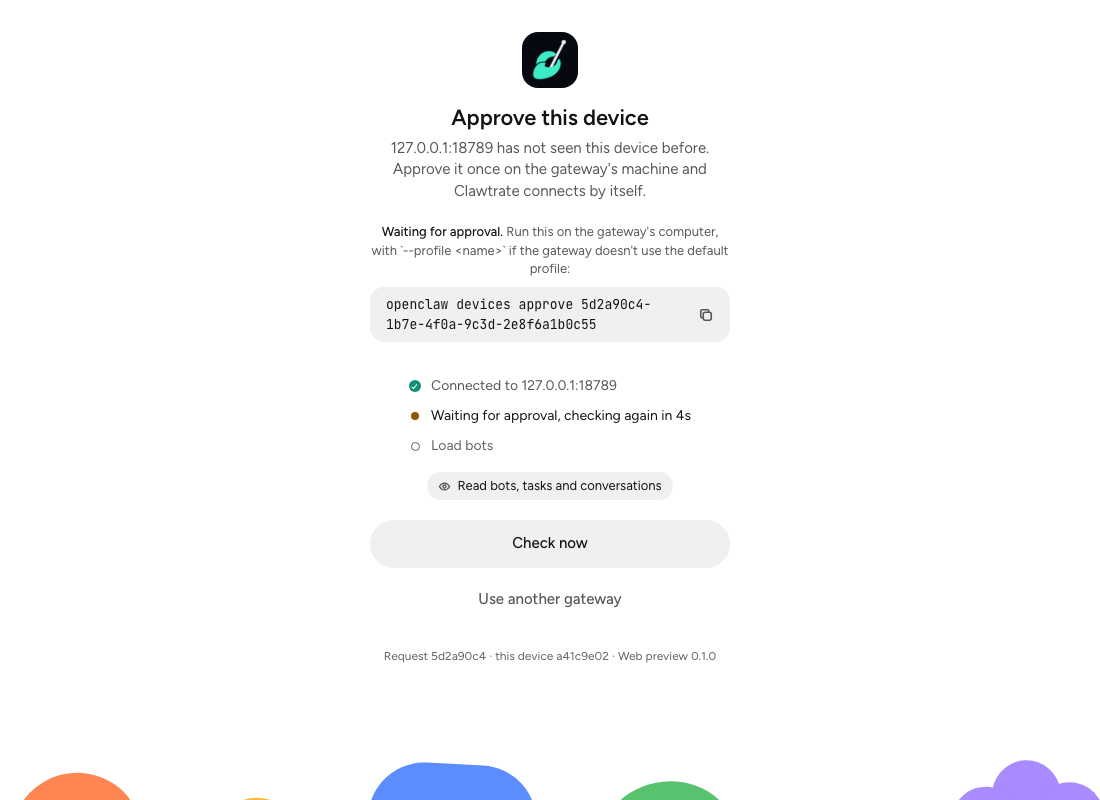 Approve this device
127.0.0.1:18789 has not seen this device before.
Approve it once on the gateway's machine and
Clawtrate connects by itself.
Waiting for approval. Run this on the gateway's computer,
with `--profile <name>` if the gateway doesn't use the default
profile:
openclaw devices approve 5d2a90c4-
1b7e-4f0a-9c3d-2e8f6a1b0c55
Connected to 127.0.0.1:18789
Waiting for approval, checking again in 4s
Load bots
Read bots, tasks and conversations
Check now
Use another gateway
Request 5d2a90c4 · this device a41c9e02 · Web preview 0.1.0